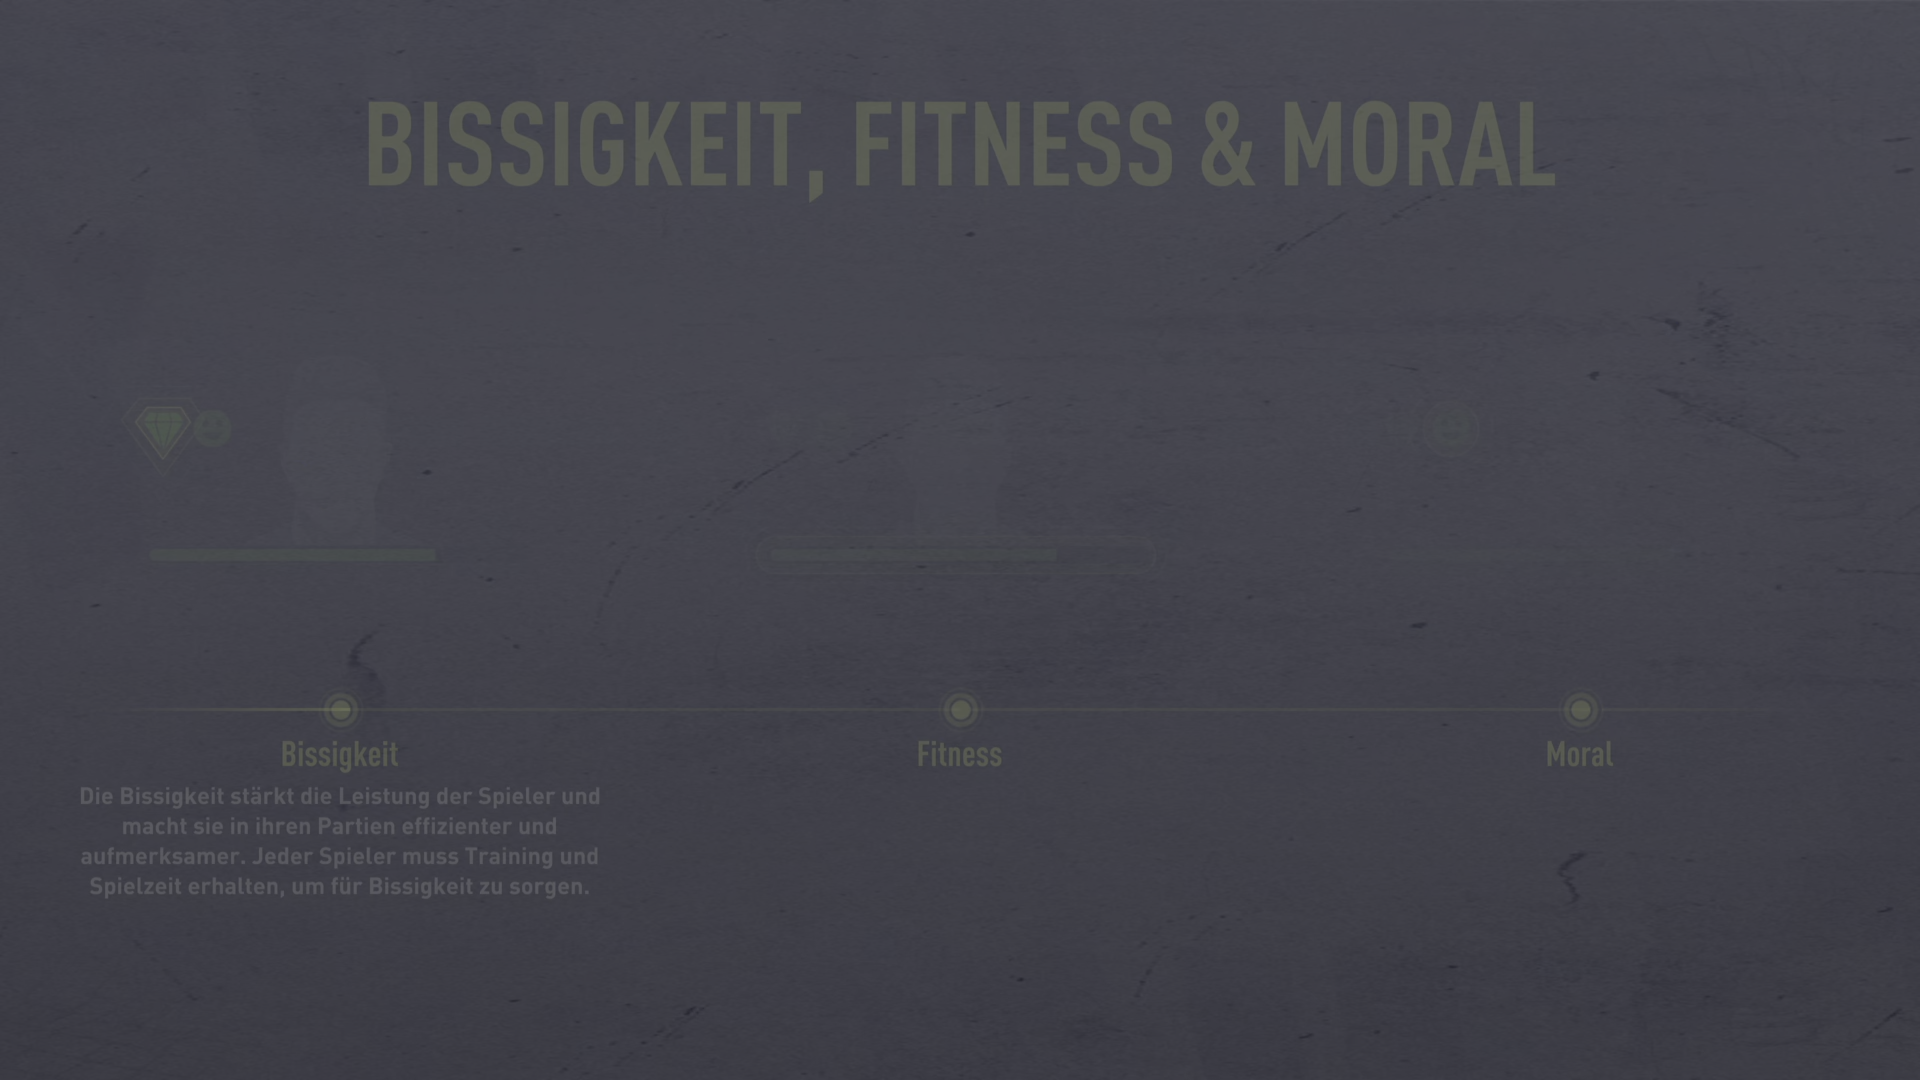 BISSIGKEIT, FITNESS & MORAL
Bissigkeit
Die Bissigkeit stärkt die Leistung der Spieler und
macht sie in ihren Partien effizienter und
aufmerksamer. Jeder Spieler muss Training und
Spielzeit erhalten, um für Bissigkeit zu sorgen.
Fitness
Moral